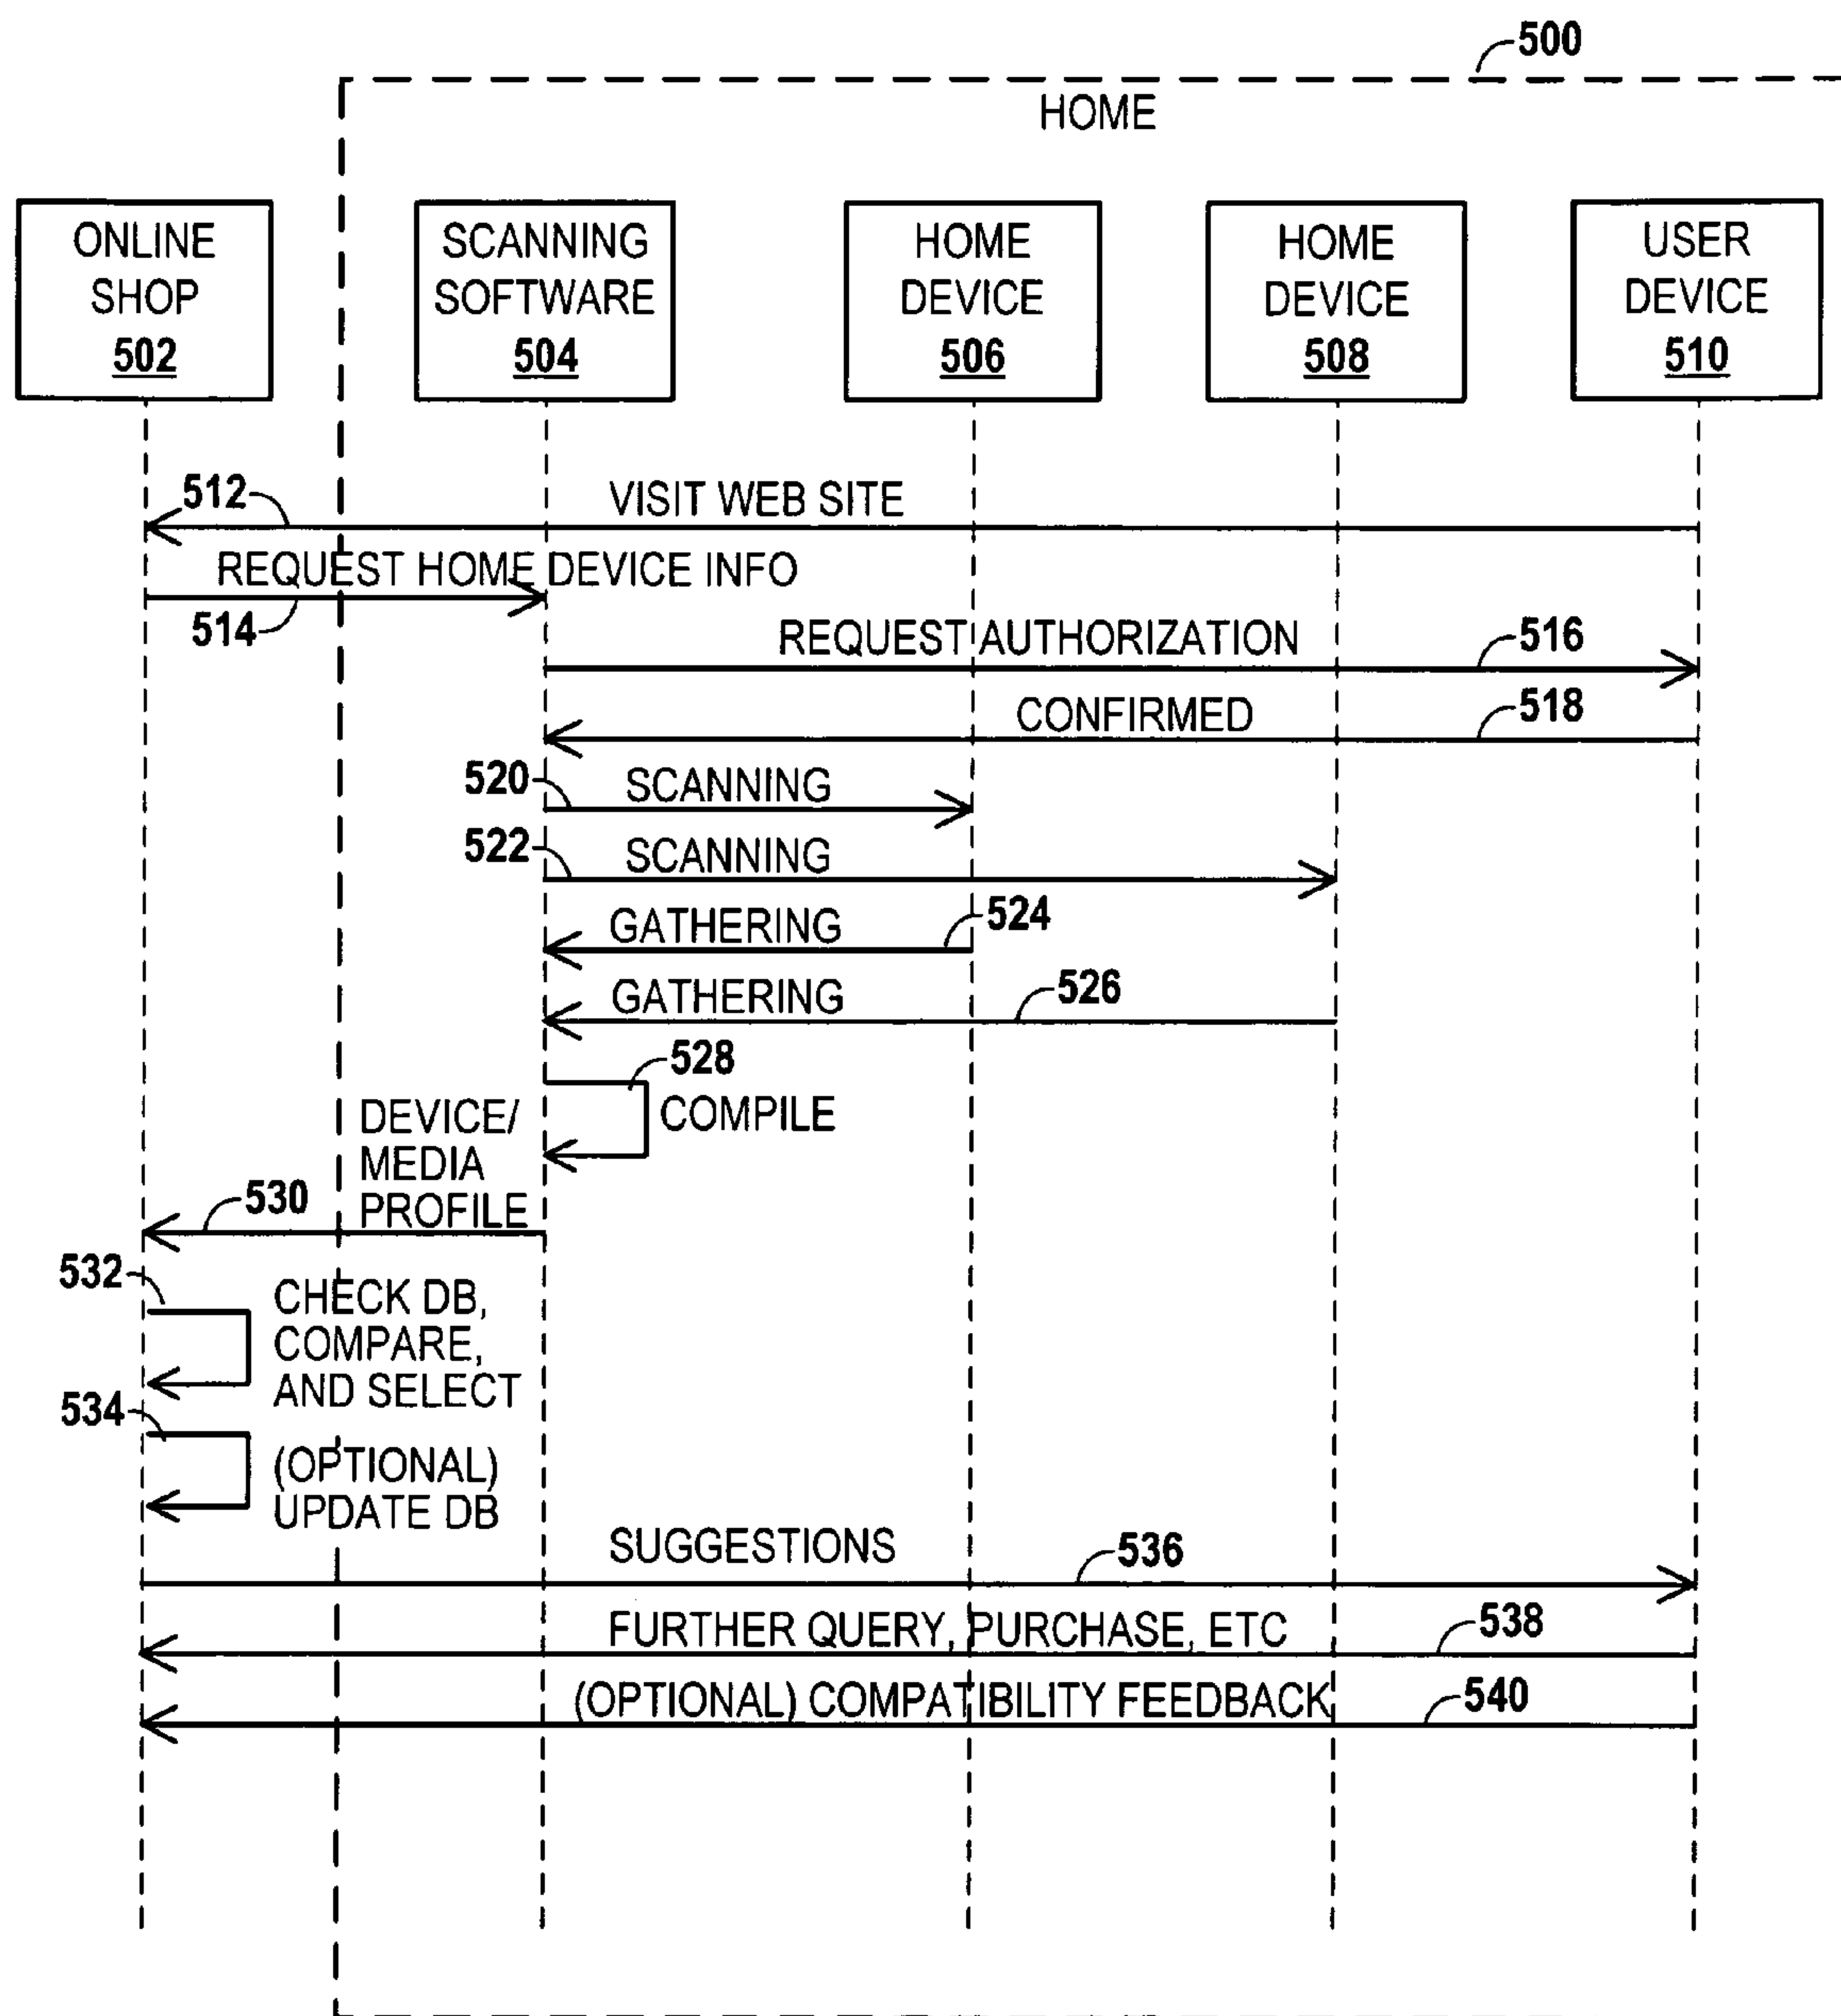 500
HOME
ONLINE
SHOP
502
SCANNING
SOFTWARE
504
HOME
DEVICE
506
HOME
DEVICE
508
USER
DEVICE
510
512
VISIT WEB SITE
REQUEST HOME DEVICE INFO
514
REQUEST AUTHORIZATION
516
CONFIRMED
518
520
SCANNING
522
SCANNING
GATHERING
524
GATHERING
526
528
COMPILE
DEVICE/
MEDIA
PROFILE
530
532
CHECK DB,
COMPARE,
AND SELECT
534
(OPTIONAL)
UPDATE DB
SUGGESTIONS
536
FURTHER QUERY, PURCHASE, ETC
538
(OPTIONAL) COMPATIBILITY FEEDBACK
540